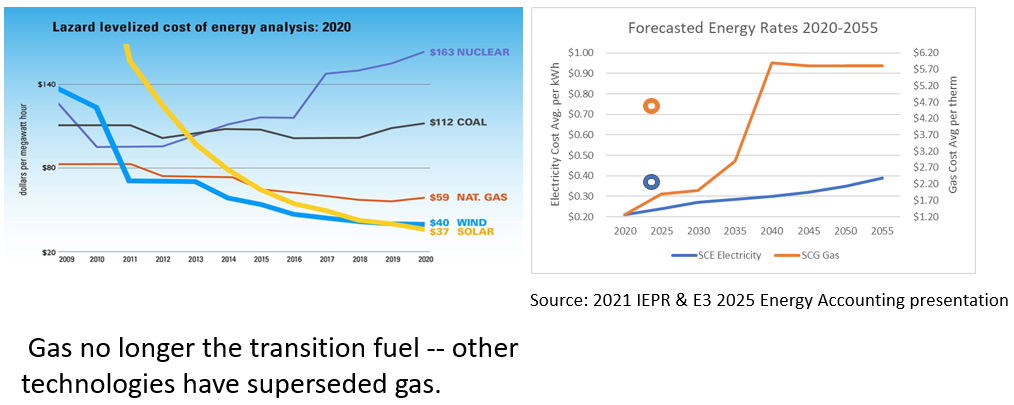 Lazard levelized cost of energy analysis: 2020
$163 NUCLEAR
$140
$112 COAL
dollars per megawatt hour
$80
$59 NAT. GAS
$40 WIND
$37 SOLAR
$20
2009 2010 2011 2012 2013 2014 2015 2016 2017 2018 2019 2020
Forecasted Energy Rates 2020-2055
Electricity Cost Avg. per kWh
$1.00
$0.90
$0.80
$0.70
$0.60
$0.50
$0.40
$0.30
$0.20
$6.20
$5.70
$5.20
$4.70
$4.20
$3.70
$3.20
$2.70
$2.20
$1.70
$1.20
Gas Cost Avg per therm
2020 2025 2030 2035 2040 2045 2050 2055
SCE Electricity SCG Gas
Source: 2021 IEPR & E3 2025 Energy Accounting presentation
Gas no longer the transition fuel -- other
technologies have superseded gas.